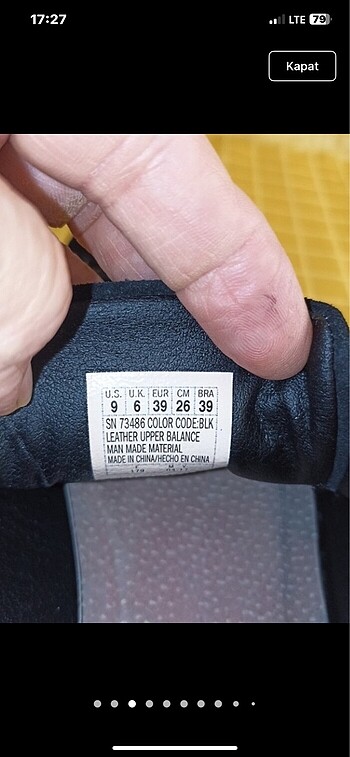 17:27
LTE 79
Kapat
U.S. U.K. EUR CM BRA
9 6 39 26 39
SN 73486 COLOR CODE:BLK
LEATHER UPPER BALANCE
MAN MADE MATERIAL
MADE IN CHINA/HECHO EN CHINA